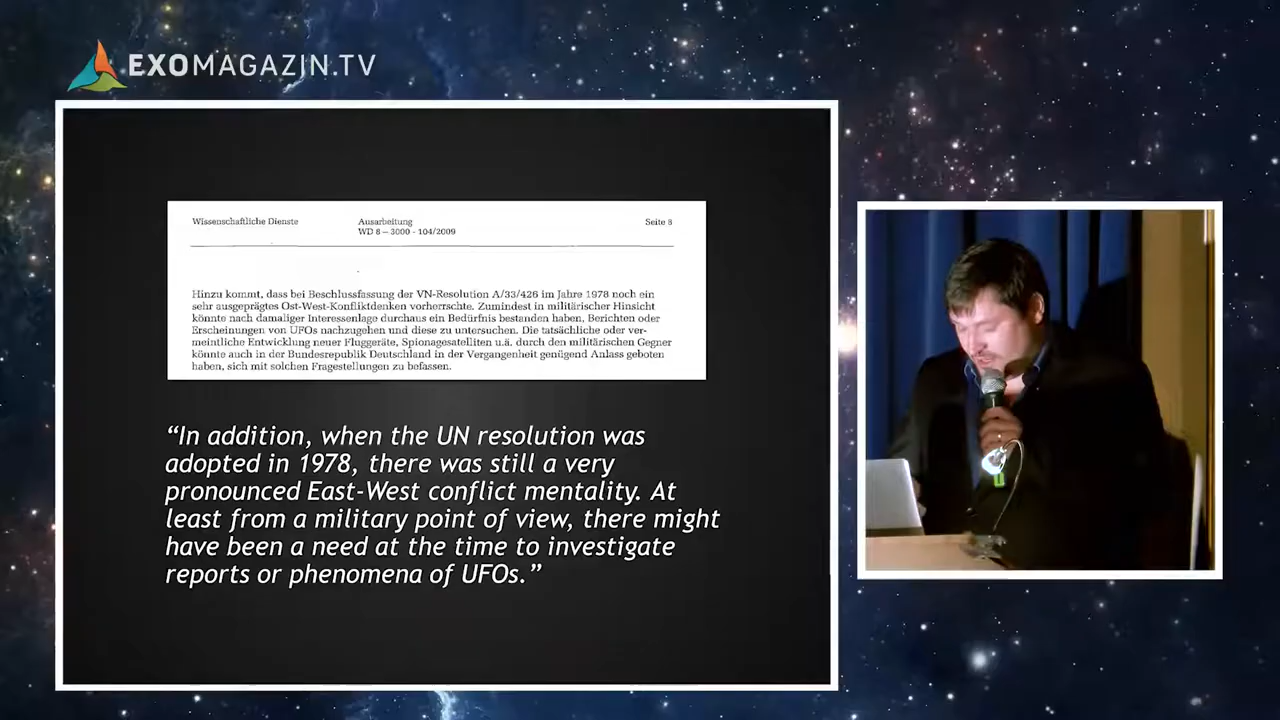 EXOMAGAZIN.TV
Wissenschaftliche Dienste
Ausarbeitung
WD 8 – 3000 - 104/2009
Seite 8
Hinzu kommt, dass bei Beschlussfassung der VN-Resolution A/33/426 im Jahre 1978 noch ein
sehr ausgeprägtes Ost-West-Konfliktdenken vorherrschte. Zumindest in militärischer Hinsicht
könnte nach damaliger Interessenlage durchaus ein Bedürfnis bestanden haben, Berichten oder
Erscheinungen von UFOs nachzugehen und diese zu untersuchen. Die tatsächliche oder ver-
meintliche Entwicklung neuer Fluggeräte, Spionagesatelliten u.ä. durch den militärischen Gegner
könnte auch in der Bundesrepublik Deutschland in der Vergangenheit genügend Anlass geboten
haben, sich mit solchen Fragestellungen zu befassen.
“In addition, when the UN resolution was
adopted in 1978, there was still a very
pronounced East-West conflict mentality. At
least from a military point of view, there might
have been a need at the time to investigate
reports or phenomena of UFOs.”